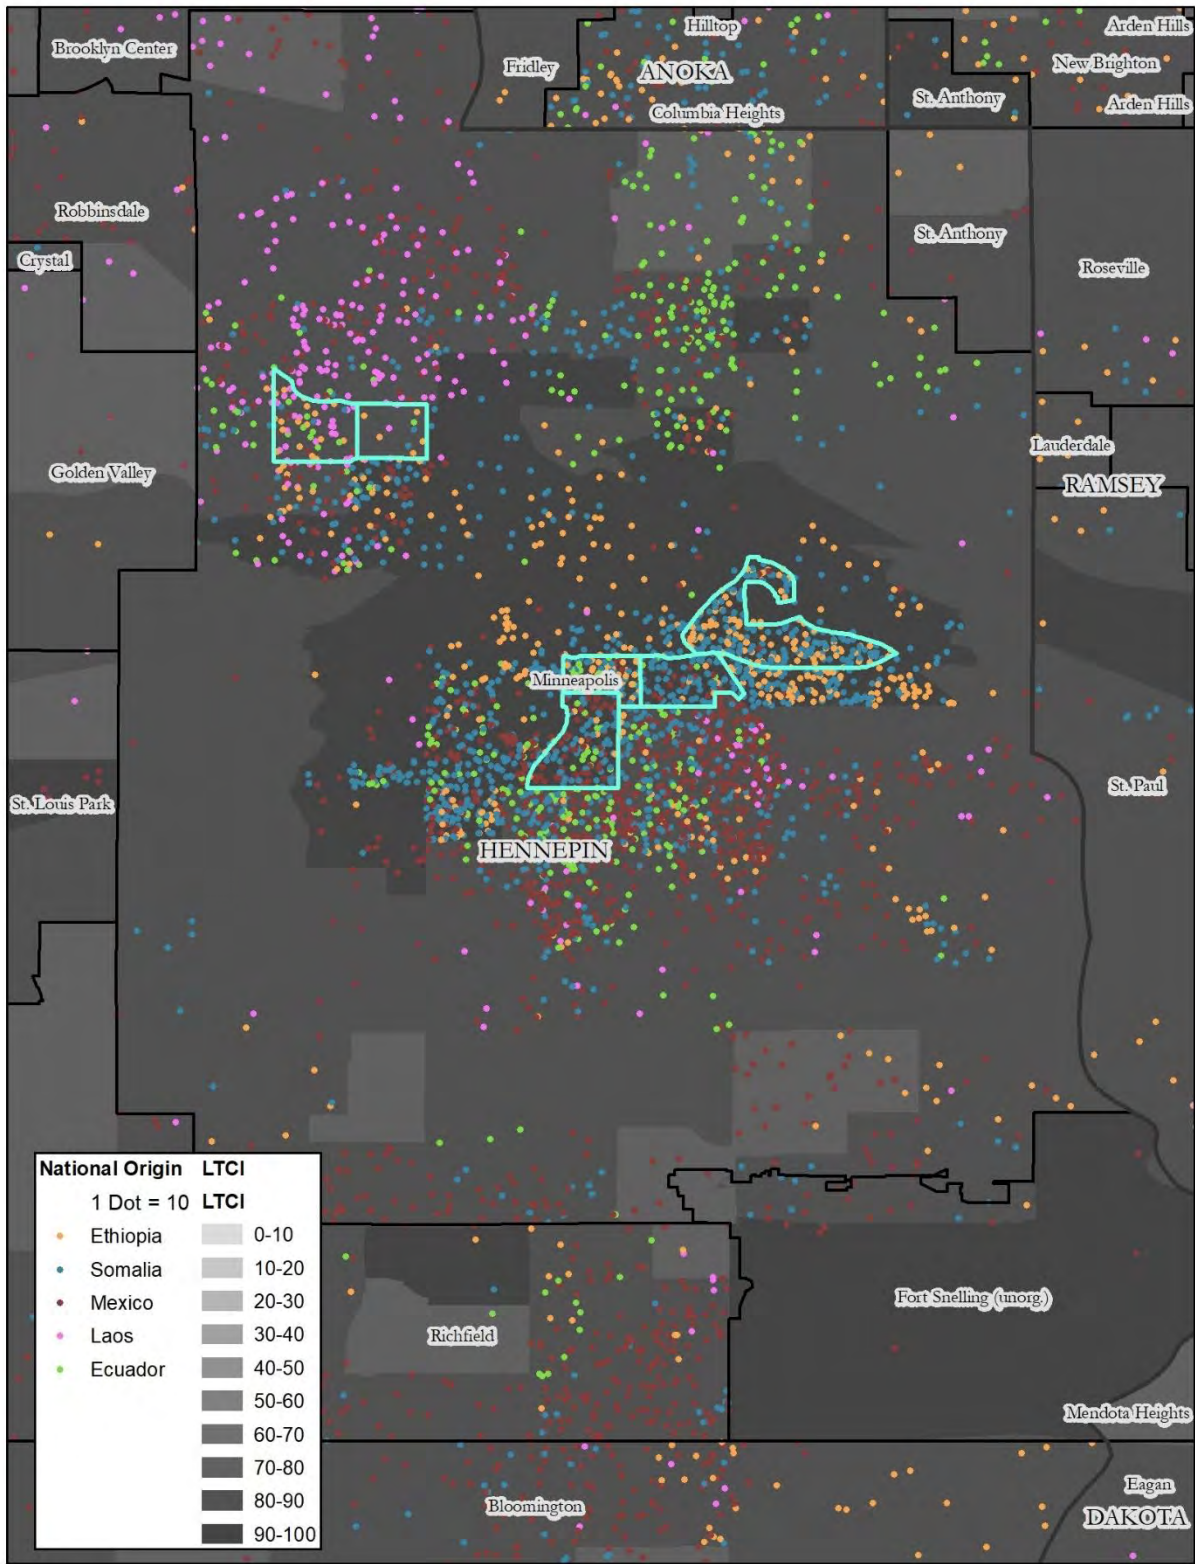 Hilltop
Arden Hills
Brooklyn Center
Fridley
ANOKA
New Brighton
St. Anthony
Arden Hills
Columbia Heights
Robbinsdale
St. Anthony
Crystal
Roseville
Lauderdale
Golden Valley
RAMSEY
Minneapolis
St. Louis Park
St. Paul
HENNEPIN
National Origin LTCI
1 Dot = 10 LTCI
Ethiopia 0-10
Somalia 10-20
Mexico 20-30
Laos 30-40
Ecuador 40-50
50-60
60-70
70-80
80-90
90-100
Fort Snelling (unorg.)
Richfield
Mendota Heights
Eagan
Bloomington
DAKOTA